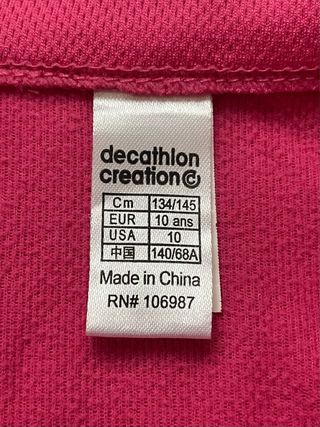 decathlon
creation©
Cm 134/145
EUR 10 ans
USA 10
中国 140/68A
Made in China
RN# 106987